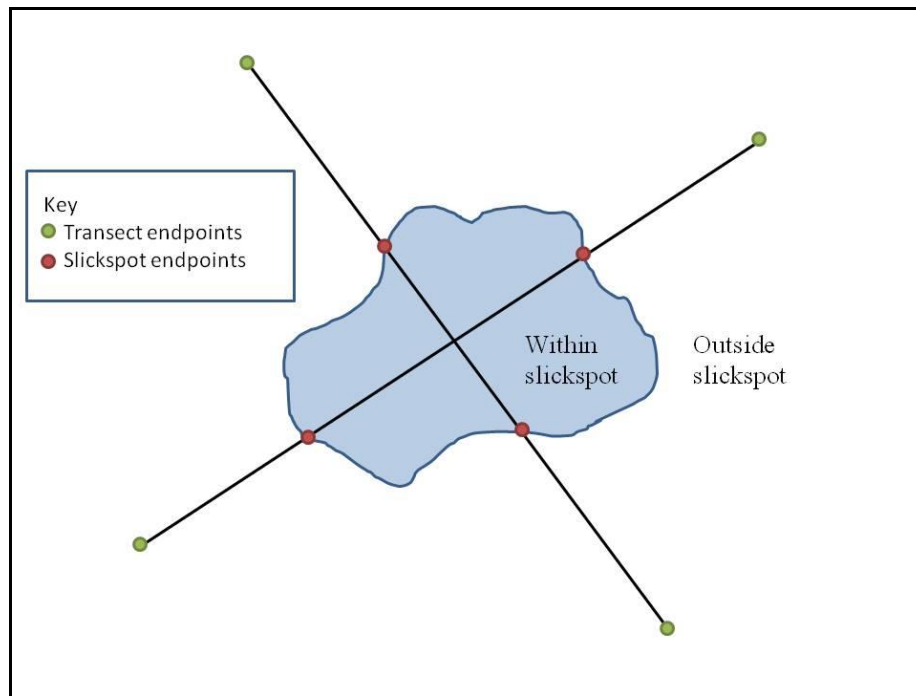 Key
Transect endpoints
Slickspot endpoints
Within
slickspot
Outside
slickspot